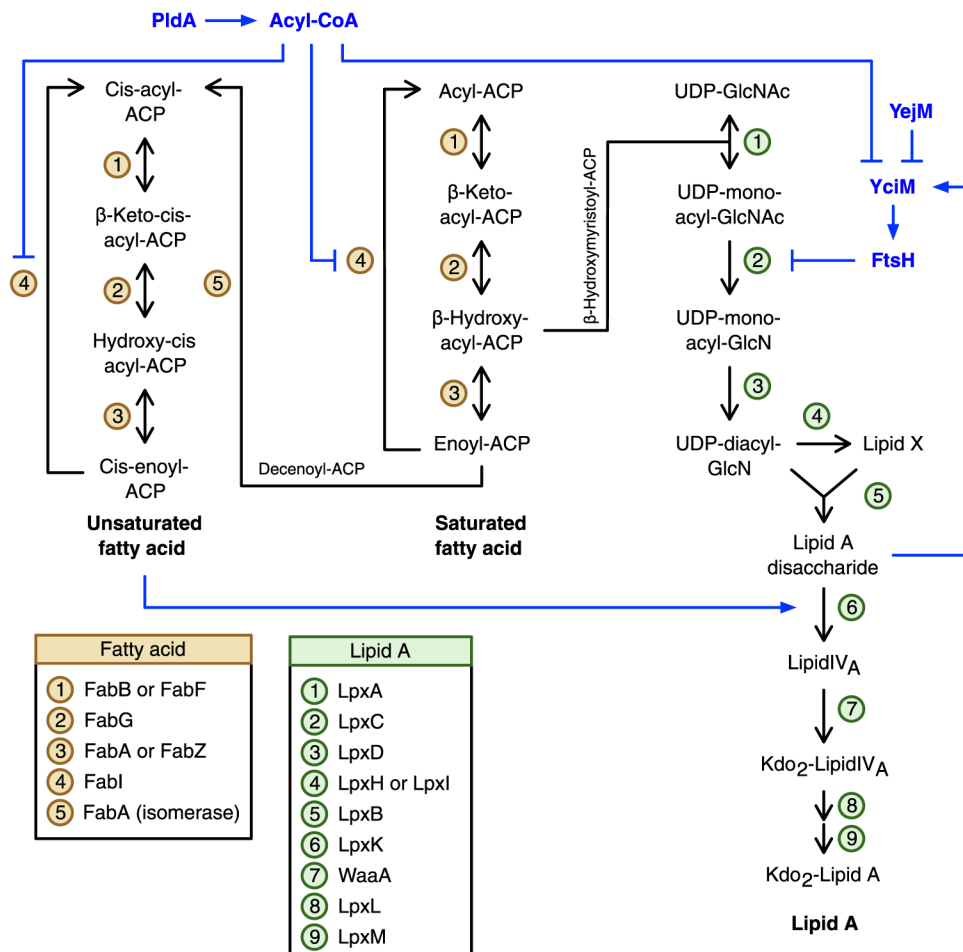 PldA
Acyl-CoA
Cis-acyl-
ACP
Acyl-ACP
UDP-GlcNAc
YejM
1
1
1
β-Keto-cis-
acyl-ACP
β-Keto-
acyl-ACP
UDP-mono-
acyl-GlcNAc
YciM
4
2
5
4
2
β-Hydroxymyristoyl-ACP
2
FtsH
Hydroxy-cis
acyl-ACP
β-Hydroxy-
acyl-ACP
UDP-mono-
acyl-GlcN
3
3
3
4
Cis-enoyl-
ACP
Decenoyl-ACP
Enoyl-ACP
UDP-diacyl-
GlcN
Lipid X
5
Unsaturated
fatty acid
Saturated
fatty acid
Lipid A
disaccharide
6
LipidIVA
7
Kdo2-LipidIVA
8
9
Kdo2-Lipid A
Lipid A
Fatty acid
1 FabB or FabF
2 FabG
3 FabA or FabZ
4 FabI
5 FabA (isomerase)
Lipid A
1 LpxA
2 LpxC
3 LpxD
4 LpxH or LpxI
5 LpxB
6 LpxK
7 WaaA
8 LpxL
9 LpxM